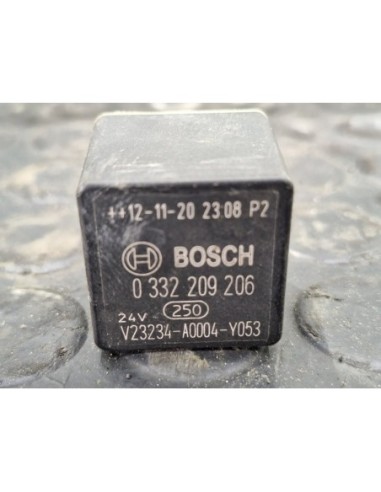 ++12-11-20 23:08 P2
BOSCH
0 332 209 206
24V 250
V23234-A0004-Y053